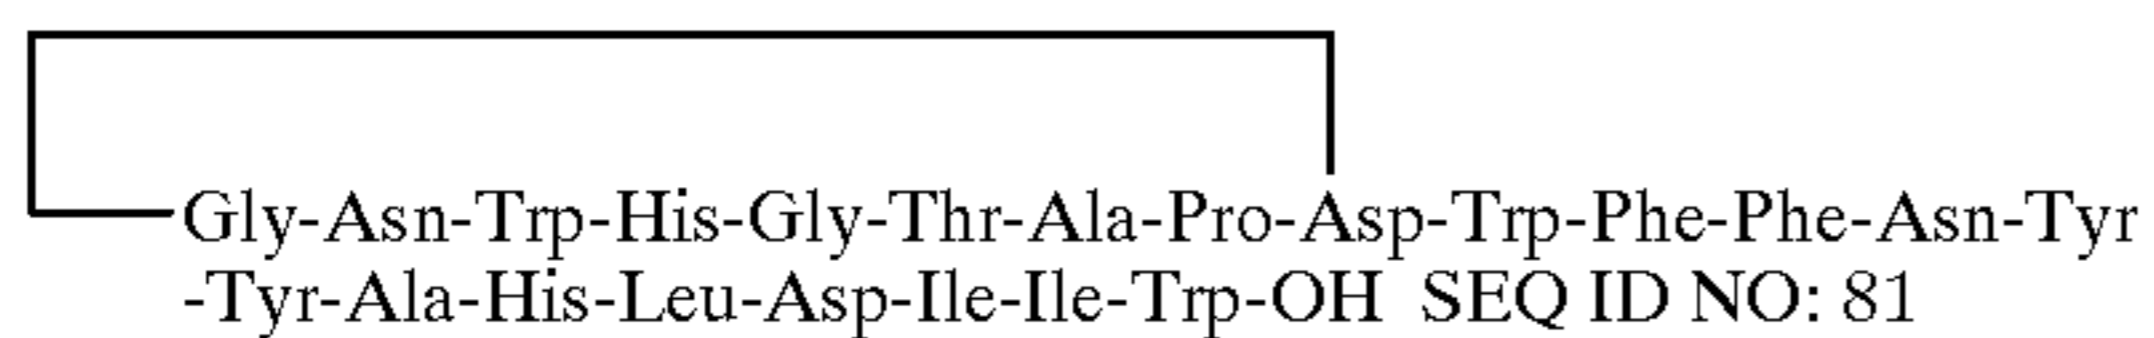 Gly-Asn-Trp-His-Gly-Thr-Ala-Pro-Asp-Trp-Phe-Phe-Asn-Tyr
-Tyr-Ala-His-Leu-Asp-Ile-Ile-Trp-OH SEQ ID NO: 81